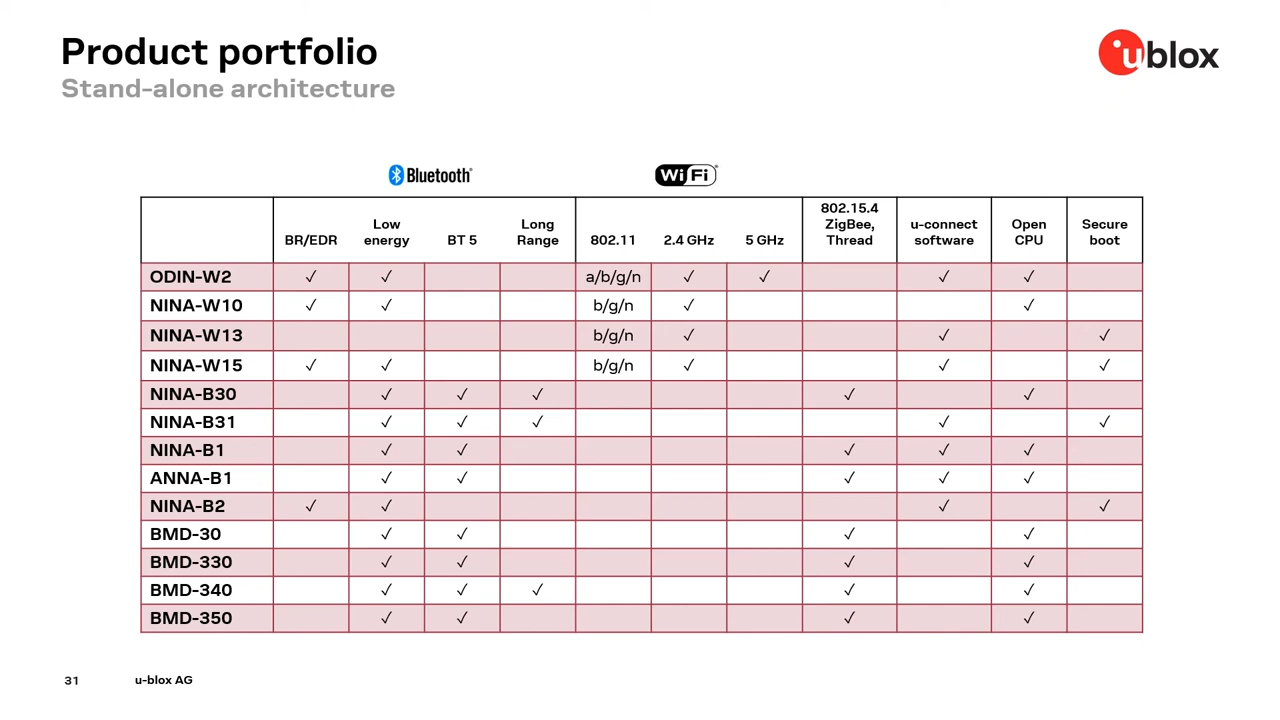 Product portfolio
Stand-alone architecture
ublox
Bluetooth®
WiFi®
BR/EDR Low energy BT 5 Long Range 802.11 2.4 GHz 5 GHz 802.15.4 ZigBee, Thread u-connect software Open CPU Secure boot
ODIN-W2 ✓ ✓ a/b/g/n ✓ ✓ ✓ ✓
NINA-W10 ✓ ✓ b/g/n ✓ ✓
NINA-W13 b/g/n ✓ ✓ ✓
NINA-W15 ✓ ✓ b/g/n ✓ ✓ ✓
NINA-B30 ✓ ✓ ✓ ✓ ✓
NINA-B31 ✓ ✓ ✓ ✓ ✓
NINA-B1 ✓ ✓ ✓ ✓ ✓
ANNA-B1 ✓ ✓ ✓ ✓ ✓
NINA-B2 ✓ ✓ ✓ ✓
BMD-30 ✓ ✓ ✓ ✓
BMD-330 ✓ ✓ ✓ ✓
BMD-340 ✓ ✓ ✓ ✓ ✓
BMD-350 ✓ ✓ ✓ ✓
31 u-blox AG